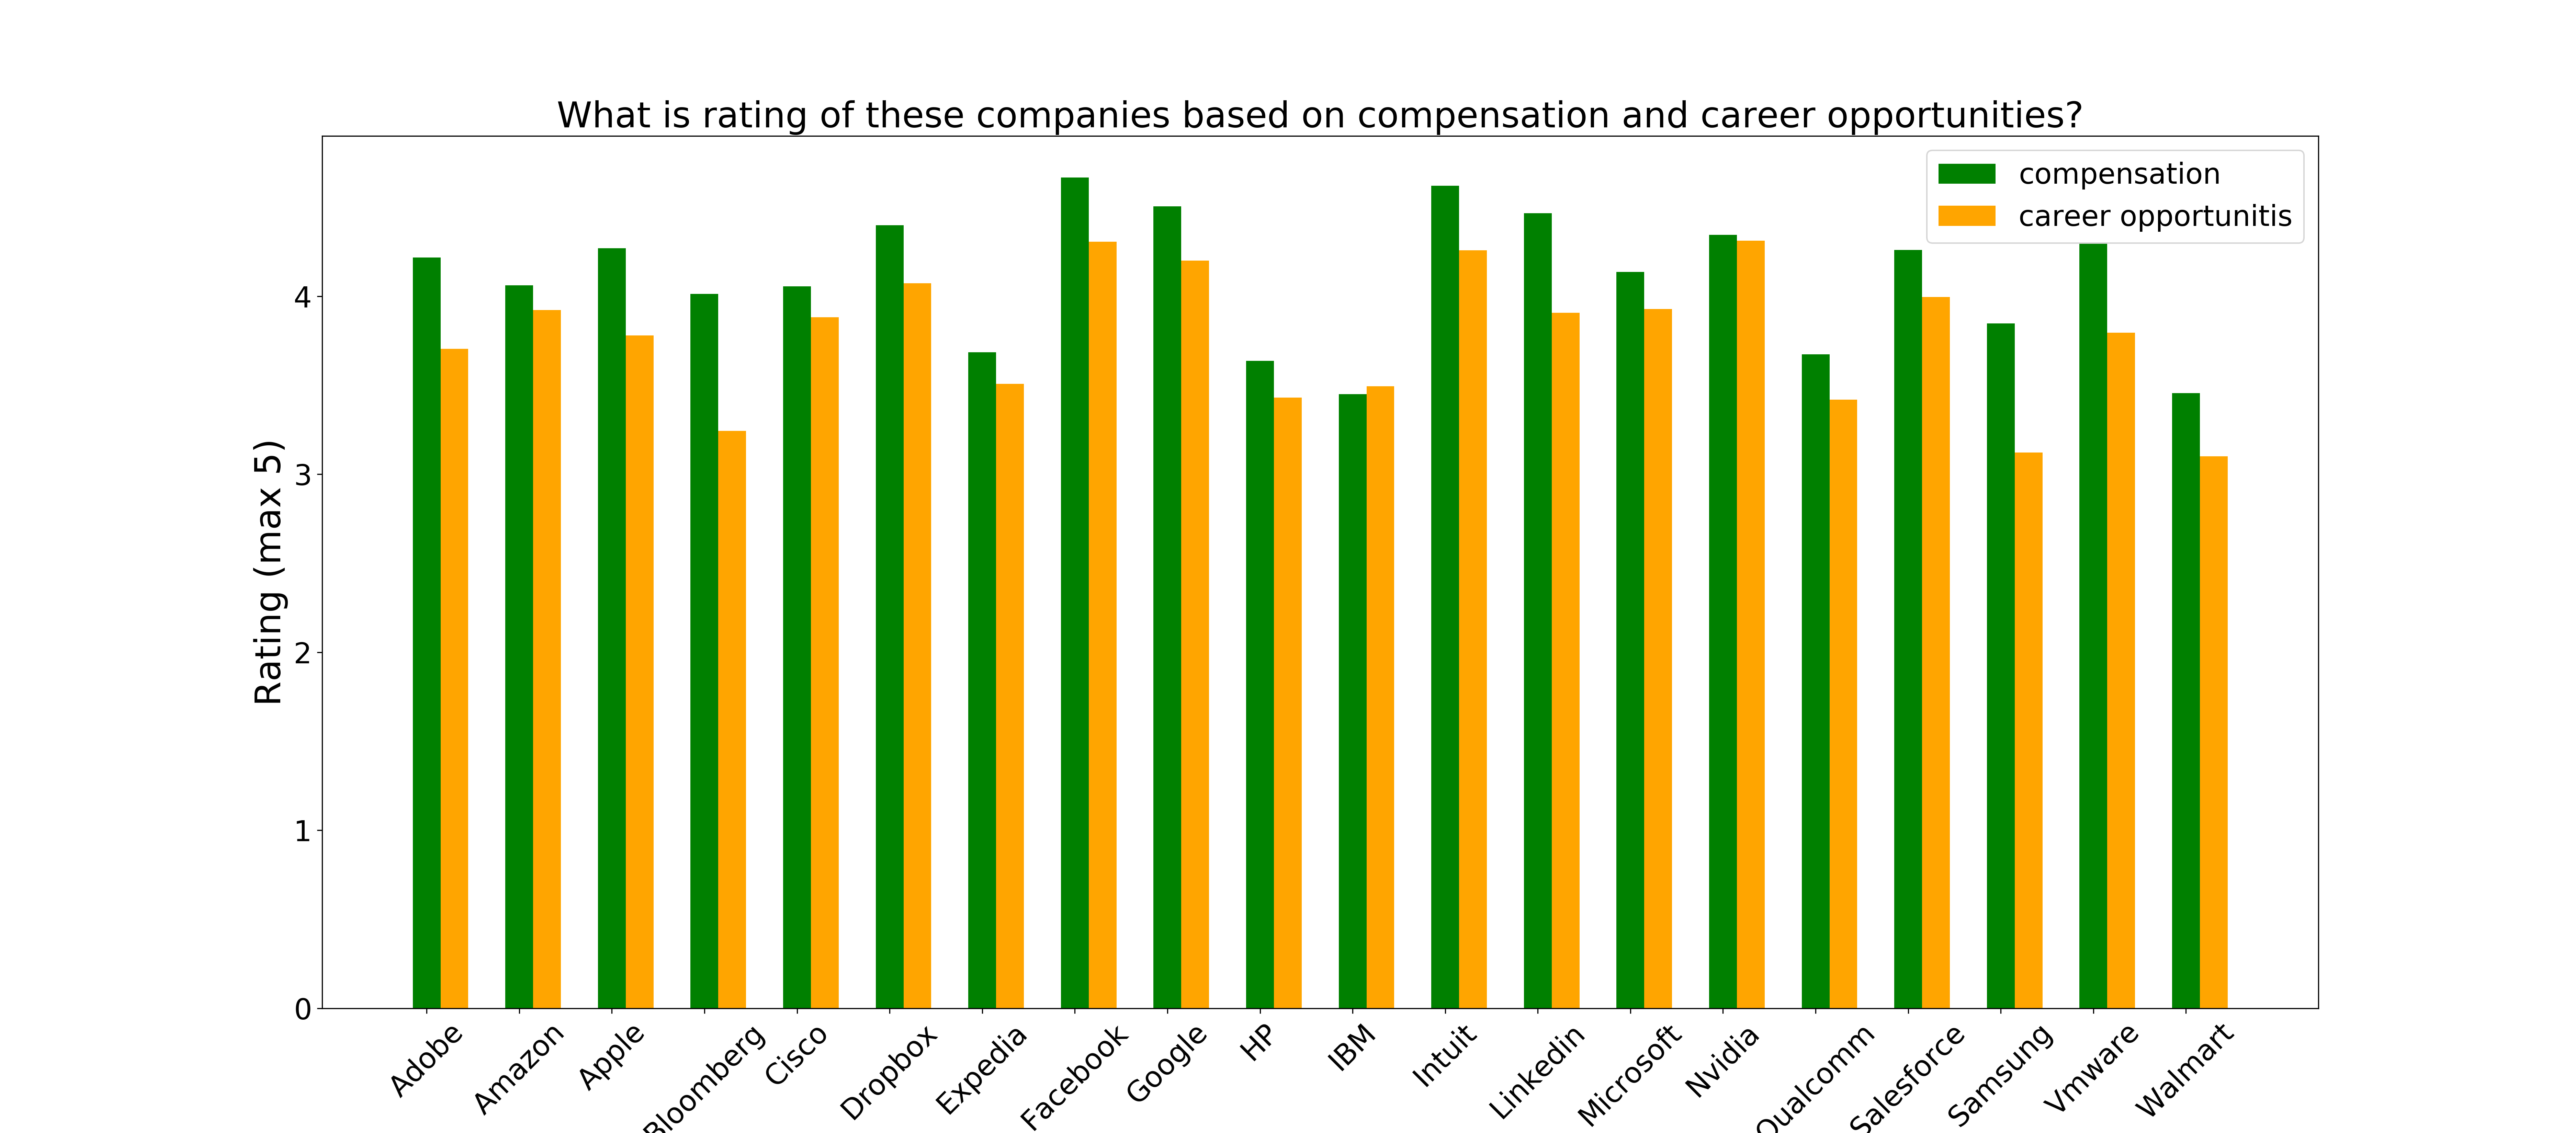 What is rating of these companies based on compensation and career opportunities?
compensation
career opportunitis
Rating (max 5)
4
3
2
1
0
Adobe
Amazon
Apple
Bloomberg
Cisco
Dropbox
Expedia
Facebook
Google
HP
IBM
Intuit
Linkedin
Microsoft
Nvidia
Qualcomm
Salesforce
Samsung
Vmware
Walmart